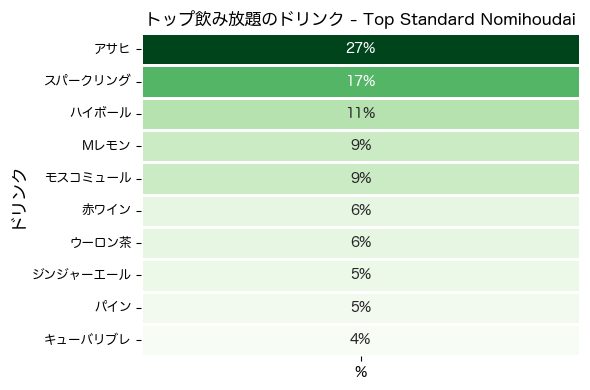 トップ飲み放題のドリンク - Top Standard Nomihoudai
ドリンク
アサヒ 27%
スパークリング 17%
ハイボール 11%
Mレモン 9%
モスコミュール 9%
赤ワイン 6%
ウーロン茶 6%
ジンジャーエール 5%
パイン 5%
キューバリブレ 4%
%